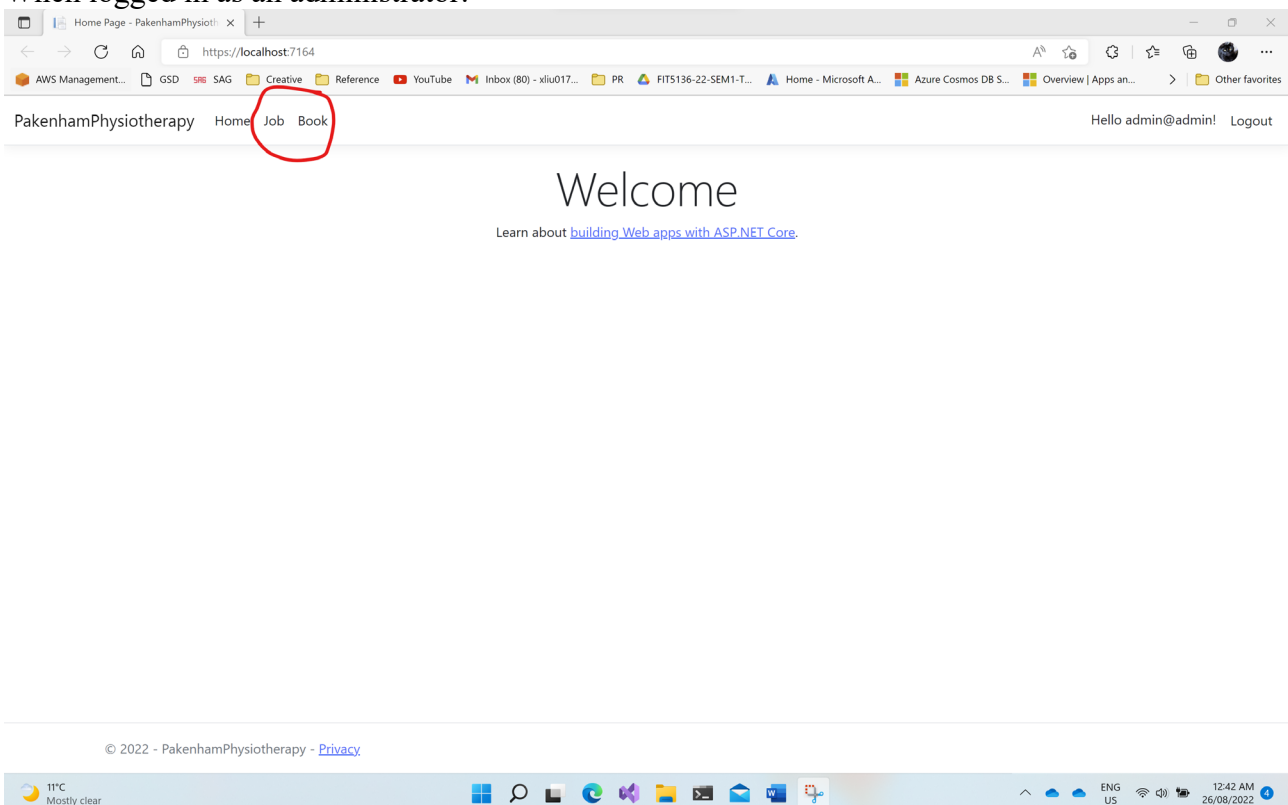 When logged in as an administrator:
Home Page - PakenhamPhysioth
https://localhost:7164
AWS Management... GSD SAG SAG Creative Reference YouTube Inbox (80) - xliu017... PR FIT5136-22-SEM1-T... Home - Microsoft A... Azure Cosmos DB S... Overview | Apps an... Other favorites
PakenhamPhysiotherapy Home Job Book Hello admin@admin! Logout
Welcome
Learn about building Web apps with ASP.NET Core.
© 2022 - PakenhamPhysiotherapy - Privacy
11°C ENG 12:42 AM
Mostly clear US 26/08/2022 4